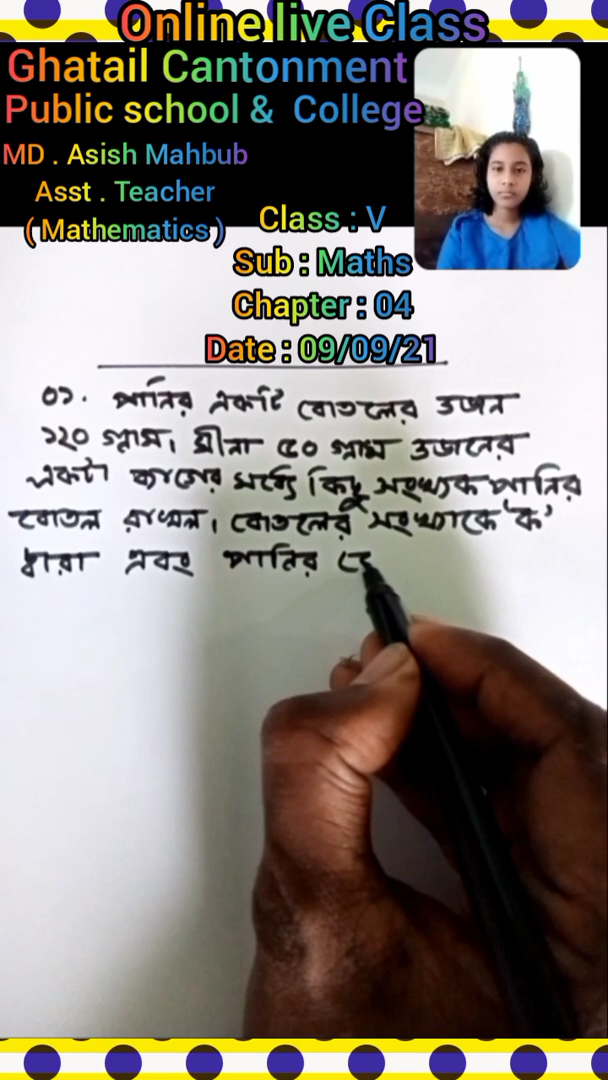 Online live Class
Ghatail Cantonment
Public school & College
MD . Asish Mahbub
Asst . Teacher
( Mathematics )
Class : V
Sub : Maths
Chapter : 04
Date : 09/09/21
০১. পানির একটি বোতলের ওজন
১২০ গ্রাম। মীনা ৫০ গ্রাম ওজনের
একটা ব্যাগের মধ্যে কিছু সংখ্যক পানির
বোতল রাখেল। বোতলের সংখ্যাকে 'ক'
দ্বারা এবং পানির